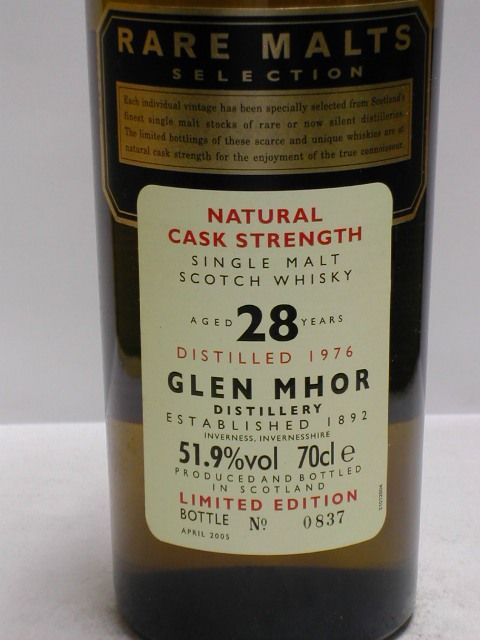 RARE MALTS
SELECTION
Each individual vintage has been specially selected from Scotland's
finest single malt stocks of rare or now silent distilleries.
The limited bottlings of these scarce and unique whiskies are at
natural cask strength for the enjoyment of the true connoisseur.
NATURAL
CASK STRENGTH
SINGLE MALT
SCOTCH WHISKY
AGED 28 YEARS
DISTILLED 1976
GLEN MHOR
DISTILLERY
ESTABLISHED 1892
INVERNESS, INVERNESSHIRE
51.9%vol 70cl e
PRODUCED AND BOTTLED
IN SCOTLAND
LIMITED EDITION
BOTTLE Nº 0837
APRIL 2005